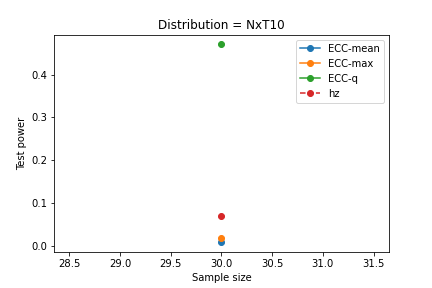 Distribution = NxT10
ECC-mean
ECC-max
ECC-q
hz
Test power
0.4
0.3
0.2
0.1
0.0
28.5 29.0 29.5 30.0 30.5 31.0 31.5
Sample size